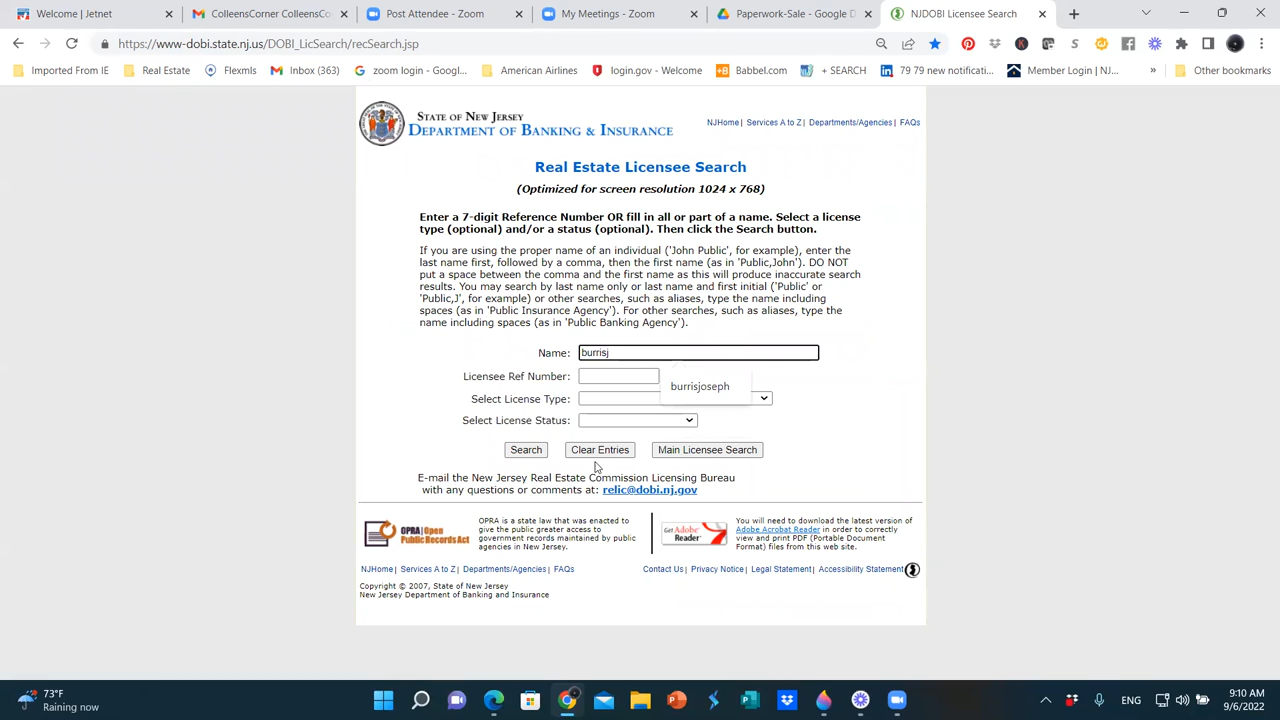 Welcome | Jetnet
ColleensCorner ColleensCo
Post Attendee - Zoom
My Meetings - Zoom
Paperwork-Sale - Google D
NJDOBI Licensee Search
https://www-dobi.state.nj.us/DOBI_LicSearch/recSearch.jsp
Imported From IE
Real Estate
Flexmls
Inbox (363)
zoom login - Googl...
American Airlines
login.gov - Welcome
Babbel.com
+ SEARCH
79 79 new notificati...
Member Login | NJ...
»
Other bookmarks
STATE OF NEW JERSEY
DEPARTMENT OF BANKING & INSURANCE
NJHome | Services A to Z | Departments/Agencies | FAQs
Real Estate Licensee Search
(Optimized for screen resolution 1024 x 768)
Enter a 7-digit Reference Number OR fill in all or part of a name. Select a license
type (optional) and/or a status (optional). Then click the Search button.
If you are using the proper name of an individual ('John Public', for example), enter the
last name first, followed by a comma, then the first name (as in 'Public,John'). DO NOT
put a space between the comma and the first name as this will produce inaccurate search
results. You may search by last name only or last name and first initial ('Public' or
'Public,J', for example) or other searches, such as aliases, type the name including
spaces (as in 'Public Insurance Agency'). For other searches, such as aliases, type the
name including spaces (as in 'Public Banking Agency').
Name: burrisj
Licensee Ref Number:
burrisjoseph
Select License Type:
Select License Status:
Search
Clear Entries
Main Licensee Search
E-mail the New Jersey Real Estate Commission Licensing Bureau
with any questions or comments at: relic@dobi.nj.gov
OPRA | Open
Public Records Act
OPRA is a state law that was enacted to
give the public greater access to
government records maintained by public
agencies in New Jersey.
Get Adobe
Reader
You will need to download the latest version of
Adobe Acrobat Reader in order to correctly
view and print PDF (Portable Document
Format) files from this web site.
NJHome | Services A to Z | Departments/Agencies | FAQs
Contact Us | Privacy Notice | Legal Statement | Accessibility Statement
Copyright © 2007, State of New Jersey
New Jersey Department of Banking and Insurance
73°F
Raining now
ENG
9:10 AM
9/6/2022